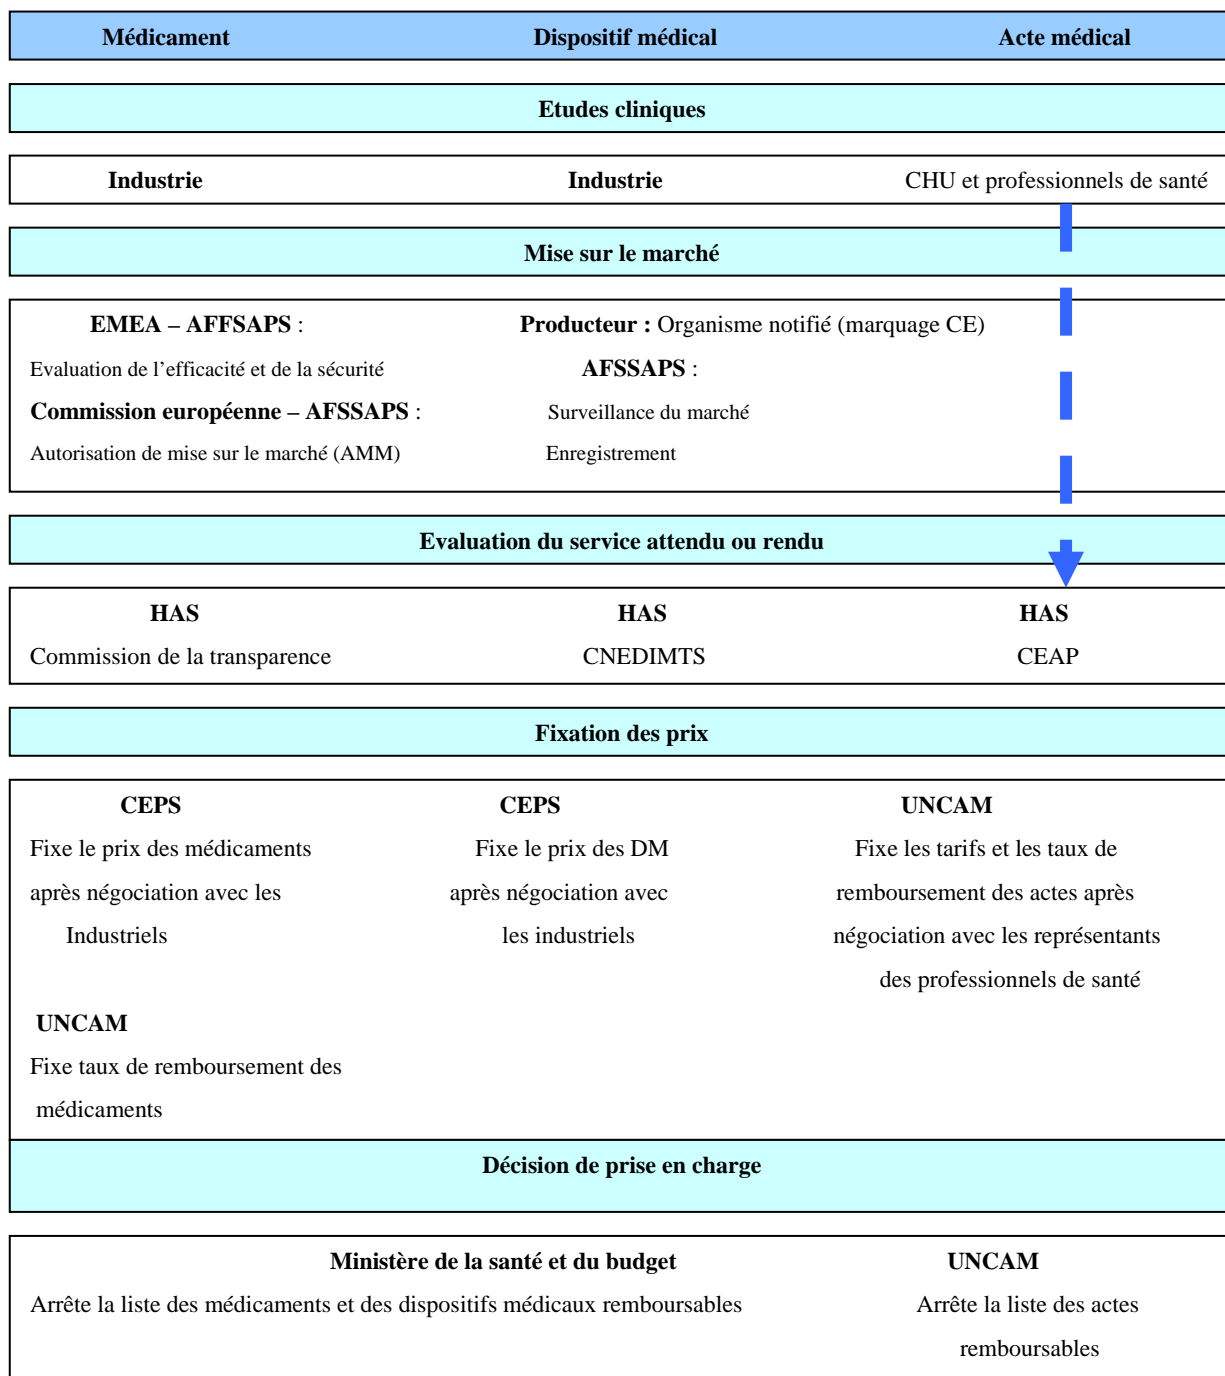 Médicament Dispositif médical Acte médical
Etudes cliniques
Industrie Industrie CHU et professionnels de santé
Mise sur le marché
EMEA – AFFSAPS : Producteur : Organisme notifié (marquage CE)
Evaluation de l'efficacité et de la sécurité AFSSAPS :
Commission européenne – AFSSAPS : Surveillance du marché
Autorisation de mise sur le marché (AMM) Enregistrement
Evaluation du service attendu ou rendu
HAS HAS HAS
Commission de la transparence CNEDIMTS CEAP
Fixation des prix
CEPS CEPS UNCAM
Fixe le prix des médicaments Fixe le prix des DM Fixe les tarifs et les taux de
après négociation avec les après négociation avec remboursement des actes après
Industriels les industriels négociation avec les représentants
des professionnels de santé
UNCAM
Fixe taux de remboursement des
médicaments
Décision de prise en charge
Ministère de la santé et du budget UNCAM
Arrête la liste des médicaments et des dispositifs médicaux remboursables Arrête la liste des actes
remboursables